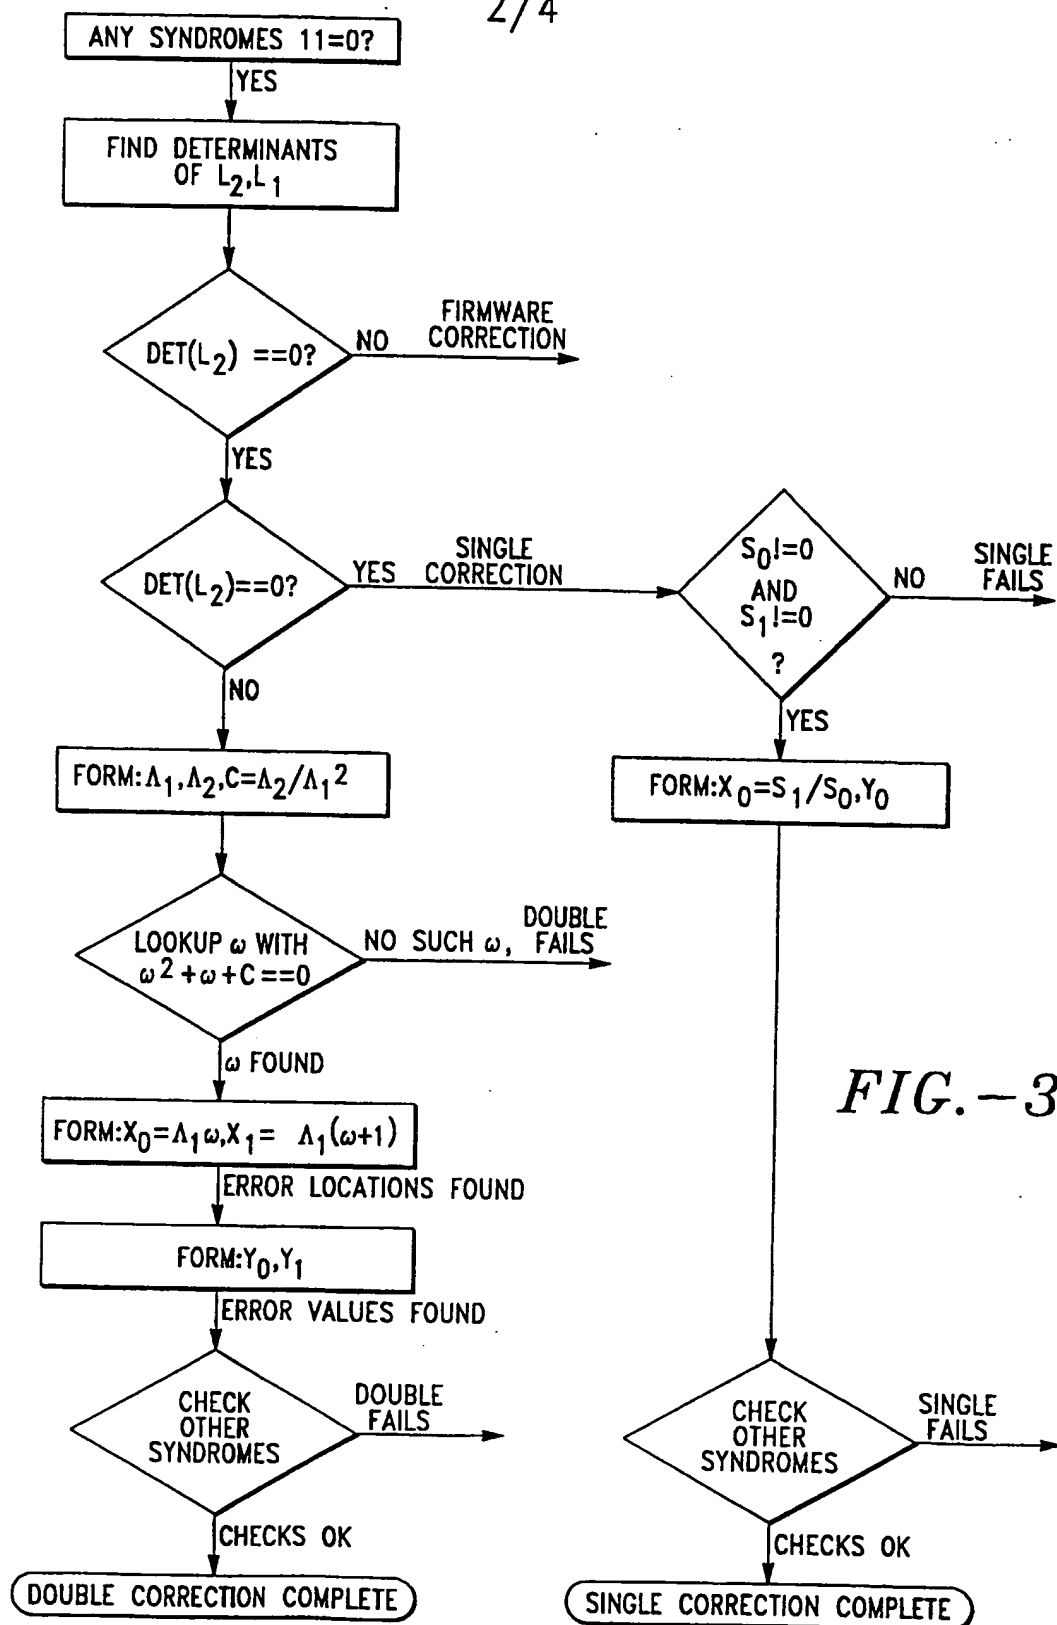 2/4
ANY SYNDROMES 11=0?
YES
FIND DETERMINANTS
OF L₂,L₁
DET(L₂) ==0?
NO
FIRMWARE
CORRECTION
YES
DET(L₂)==0?
YES
SINGLE
CORRECTION
S₀!=0
AND
S₁!=0
?
NO
SINGLE
FAILS
NO
YES
FORM:Λ₁,Λ₂,C=Λ₂/Λ₁²
FORM:X₀=S₁/S₀,Y₀
LOOKUP ω WITH
ω²+ω+C==0
NO SUCH ω,
DOUBLE
FAILS
ω FOUND
FORM:X₀=Λ₁ω,X₁= Λ₁(ω+1)
FIG.-3
ERROR LOCATIONS FOUND
FORM:Y₀,Y₁
ERROR VALUES FOUND
CHECK
OTHER
SYNDROMES
DOUBLE
FAILS
CHECK
OTHER
SYNDROMES
SINGLE
FAILS
CHECKS OK
CHECKS OK
DOUBLE CORRECTION COMPLETE
SINGLE CORRECTION COMPLETE